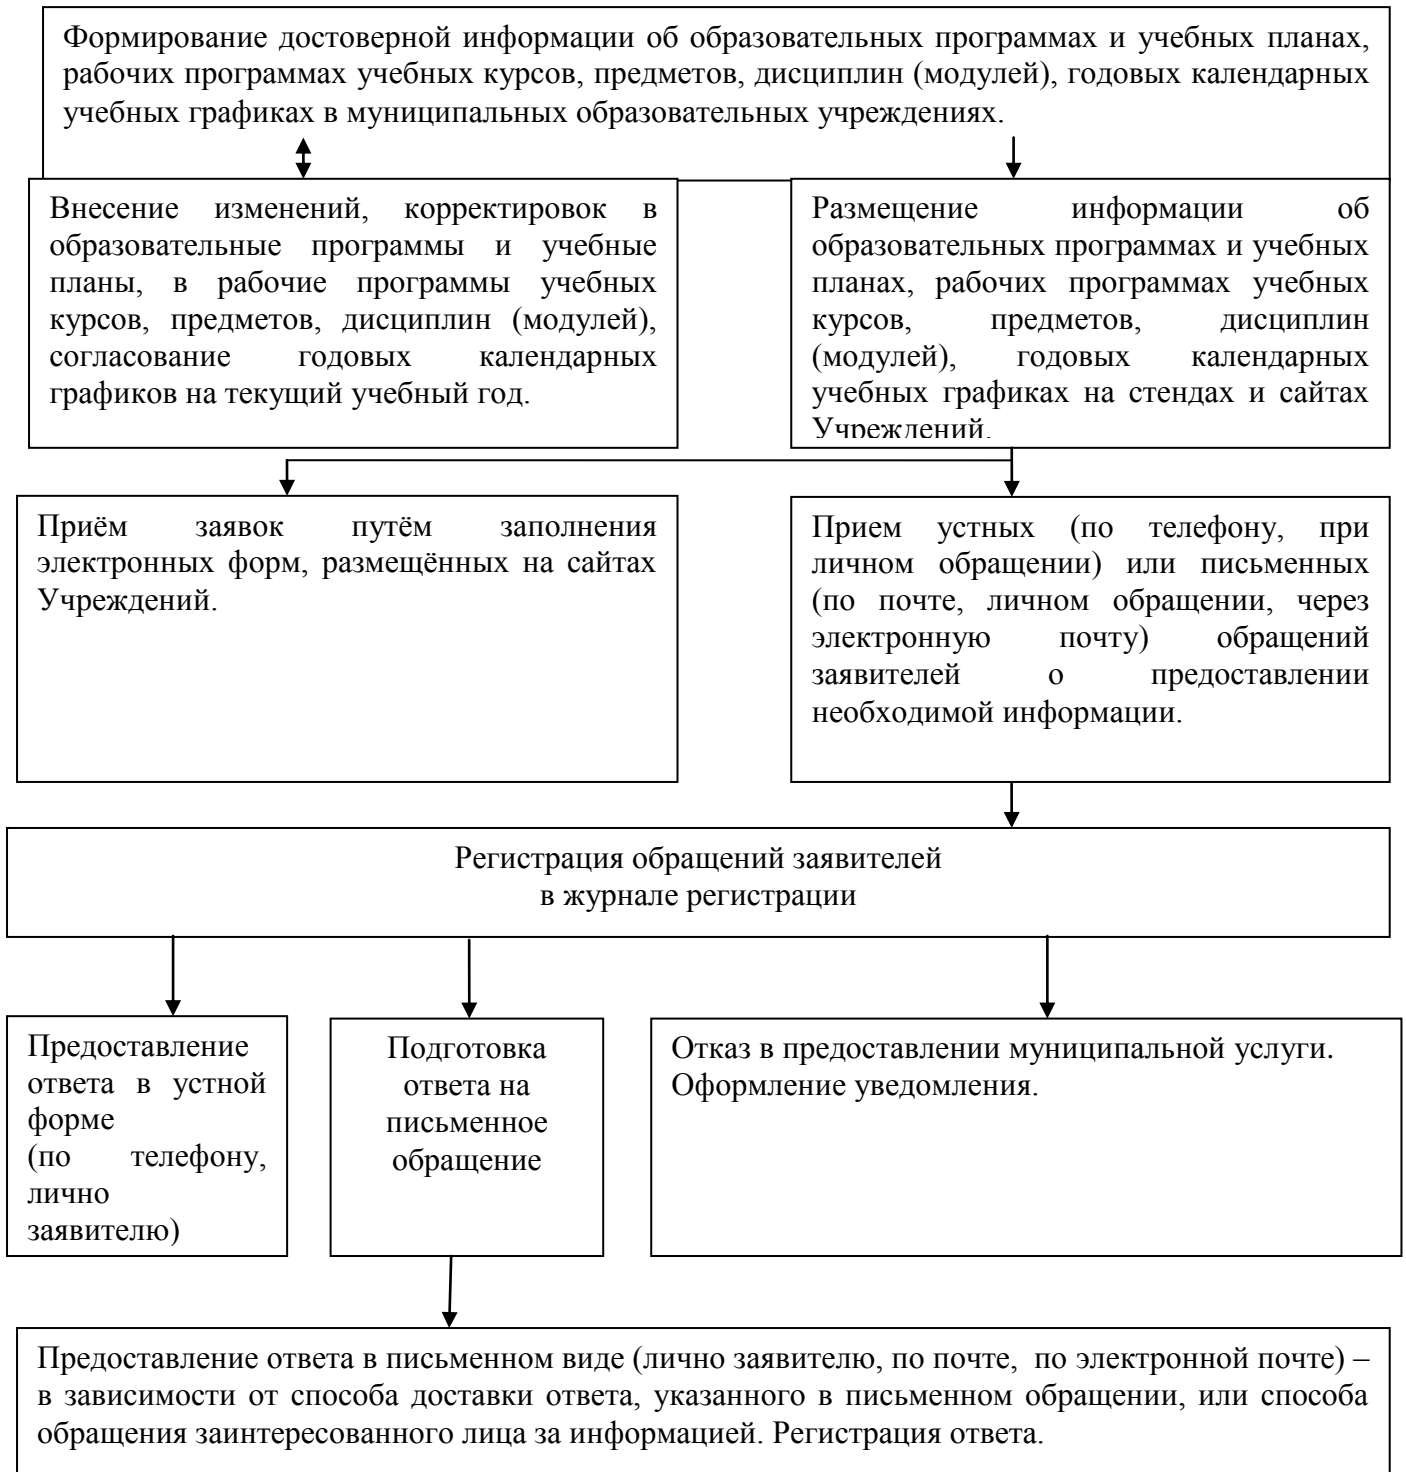 Формирование достоверной информации об образовательных программах и учебных планах,
рабочих программах учебных курсов, предметов, дисциплин (модулей), годовых календарных
учебных графиках в муниципальных образовательных учреждениях.
Внесение изменений, корректировок в
образовательные программы и учебные
планы, в рабочие программы учебных
курсов, предметов, дисциплин (модулей),
согласование годовых календарных
графиков на текущий учебный год.
Размещение информации об
образовательных программах и учебных
планах, рабочих программах учебных
курсов, предметов, дисциплин
(модулей), годовых календарных
учебных графиках на стендах и сайтах
Учреждений.
Приём заявок путём заполнения
электронных форм, размещённых на сайтах
Учреждений.
Прием устных (по телефону, при
личном обращении) или письменных
(по почте, личном обращении, через
электронную почту) обращений
заявителей о предоставлении
необходимой информации.
Регистрация обращений заявителей
в журнале регистрации
Предоставление
ответа в устной
форме
(по телефону,
лично
заявителю)
Подготовка
ответа на
письменное
обращение
Отказ в предоставлении муниципальной услуги.
Оформление уведомления.
Предоставление ответа в письменном виде (лично заявителю, по почте, по электронной почте) –
в зависимости от способа доставки ответа, указанного в письменном обращении, или способа
обращения заинтересованного лица за информацией. Регистрация ответа.